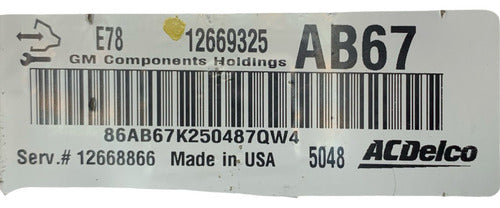 E78 12669325 AB67
GM Components Holdings
86AB67K250487QW4
Serv.# 12668866 Made in USA 5048 ACDelco